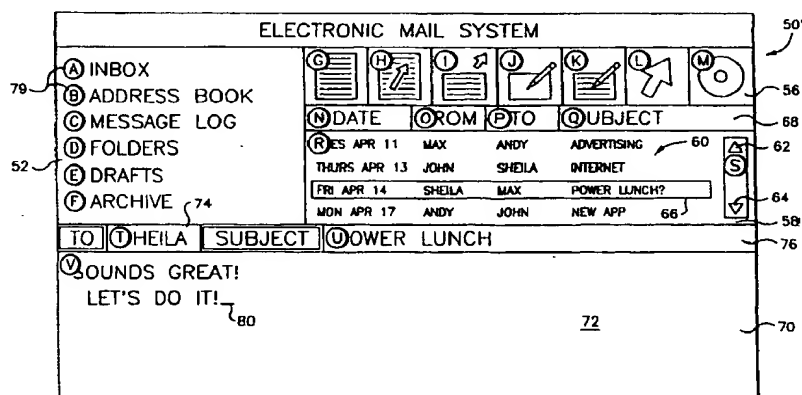 ELECTRONIC MAIL SYSTEM
50'
Ⓐ INBOX
79
Ⓑ ADDRESS BOOK
Ⓒ MESSAGE LOG
Ⓓ FOLDERS
52
Ⓔ DRAFTS
Ⓕ ARCHIVE
74
Ⓖ Ⓗ Ⓘ Ⓙ Ⓚ Ⓛ Ⓜ
56
Ⓝ DATE Ⓞ ROM Ⓟ TO Ⓠ UBJECT
68
Ⓡ ES APR 11 MAX ANDY ADVERTISING
60
62
THURS APR 13 JOHN SHEILA INTERNET
Ⓢ
FRI APR 14 SHEILA MAX POWER LUNCH?
64
MON APR 17 ANDY JOHN NEW APP
66
58
TO Ⓣ HEILA SUBJECT Ⓤ OWER LUNCH
76
Ⓥ SOUNDS GREAT!
LET'S DO IT!_
80
72
70